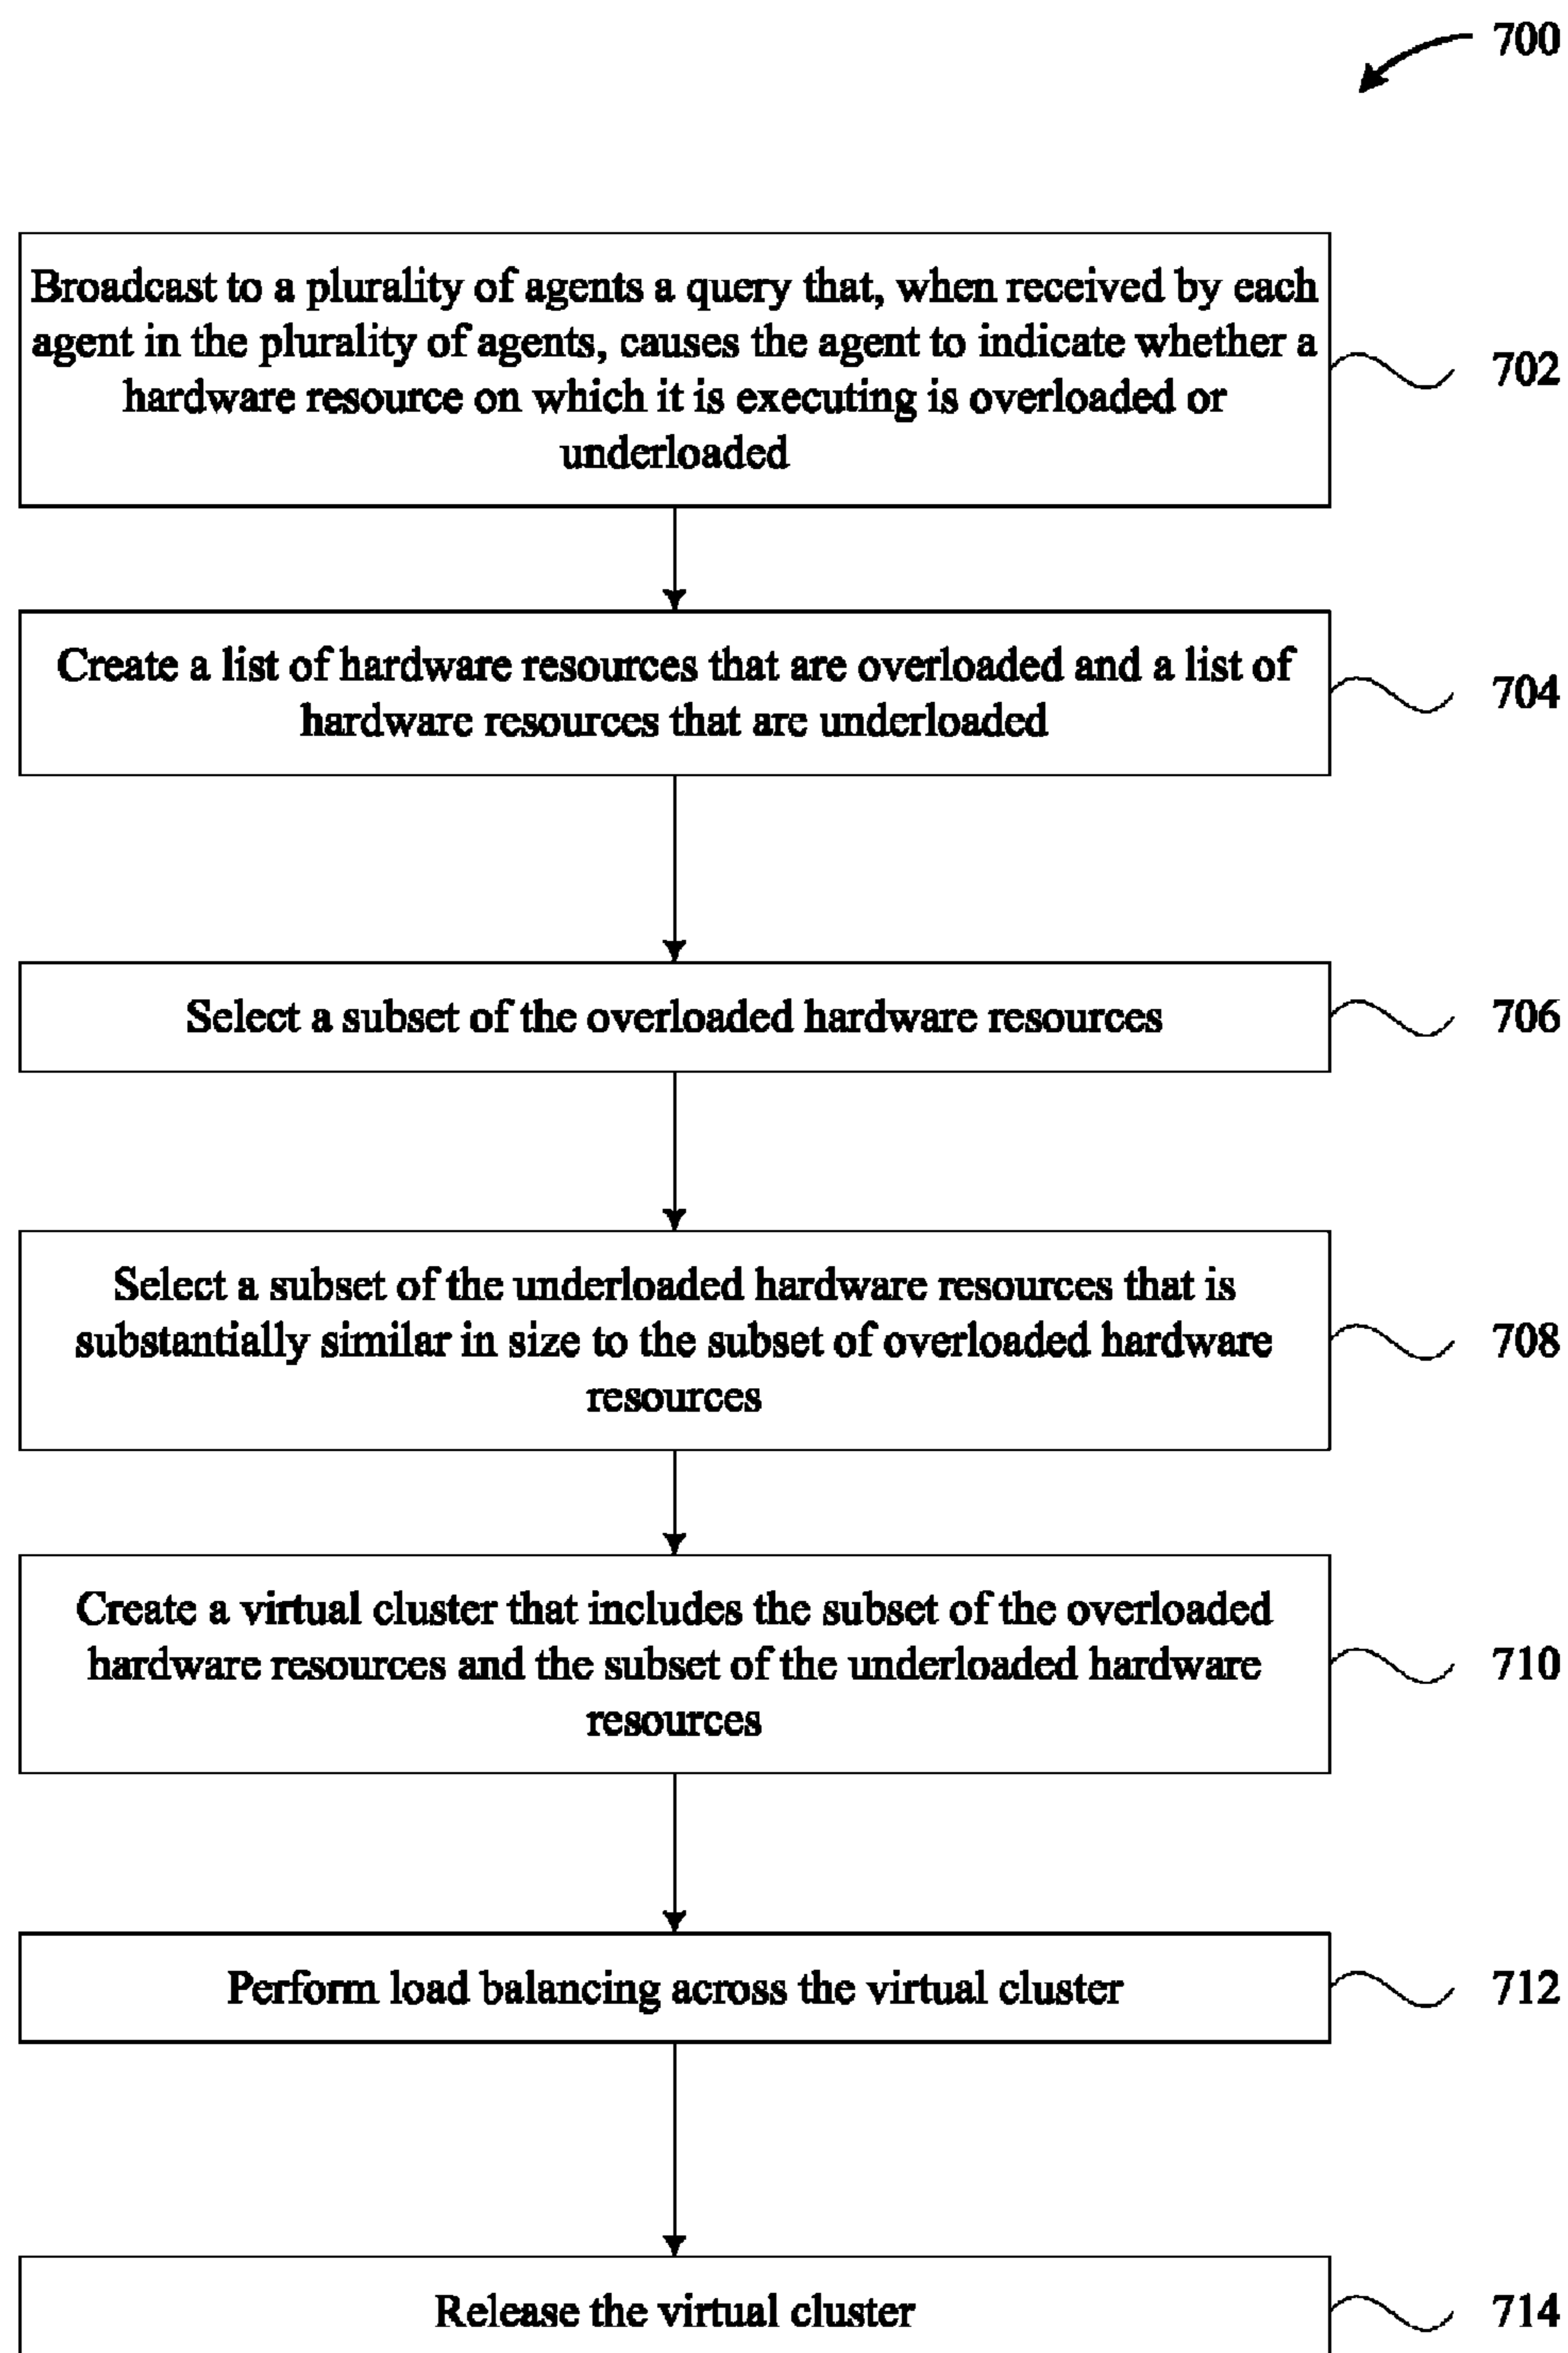 700
Broadcast to a plurality of agents a query that, when received by each
agent in the plurality of agents, causes the agent to indicate whether a
hardware resource on which it is executing is overloaded or
underloaded
702
Create a list of hardware resources that are overloaded and a list of
hardware resources that are underloaded
704
Select a subset of the overloaded hardware resources
706
Select a subset of the underloaded hardware resources that is
substantially similar in size to the subset of overloaded hardware
resources
708
Create a virtual cluster that includes the subset of the overloaded
hardware resources and the subset of the underloaded hardware
resources
710
Perform load balancing across the virtual cluster
712
Release the virtual cluster
714